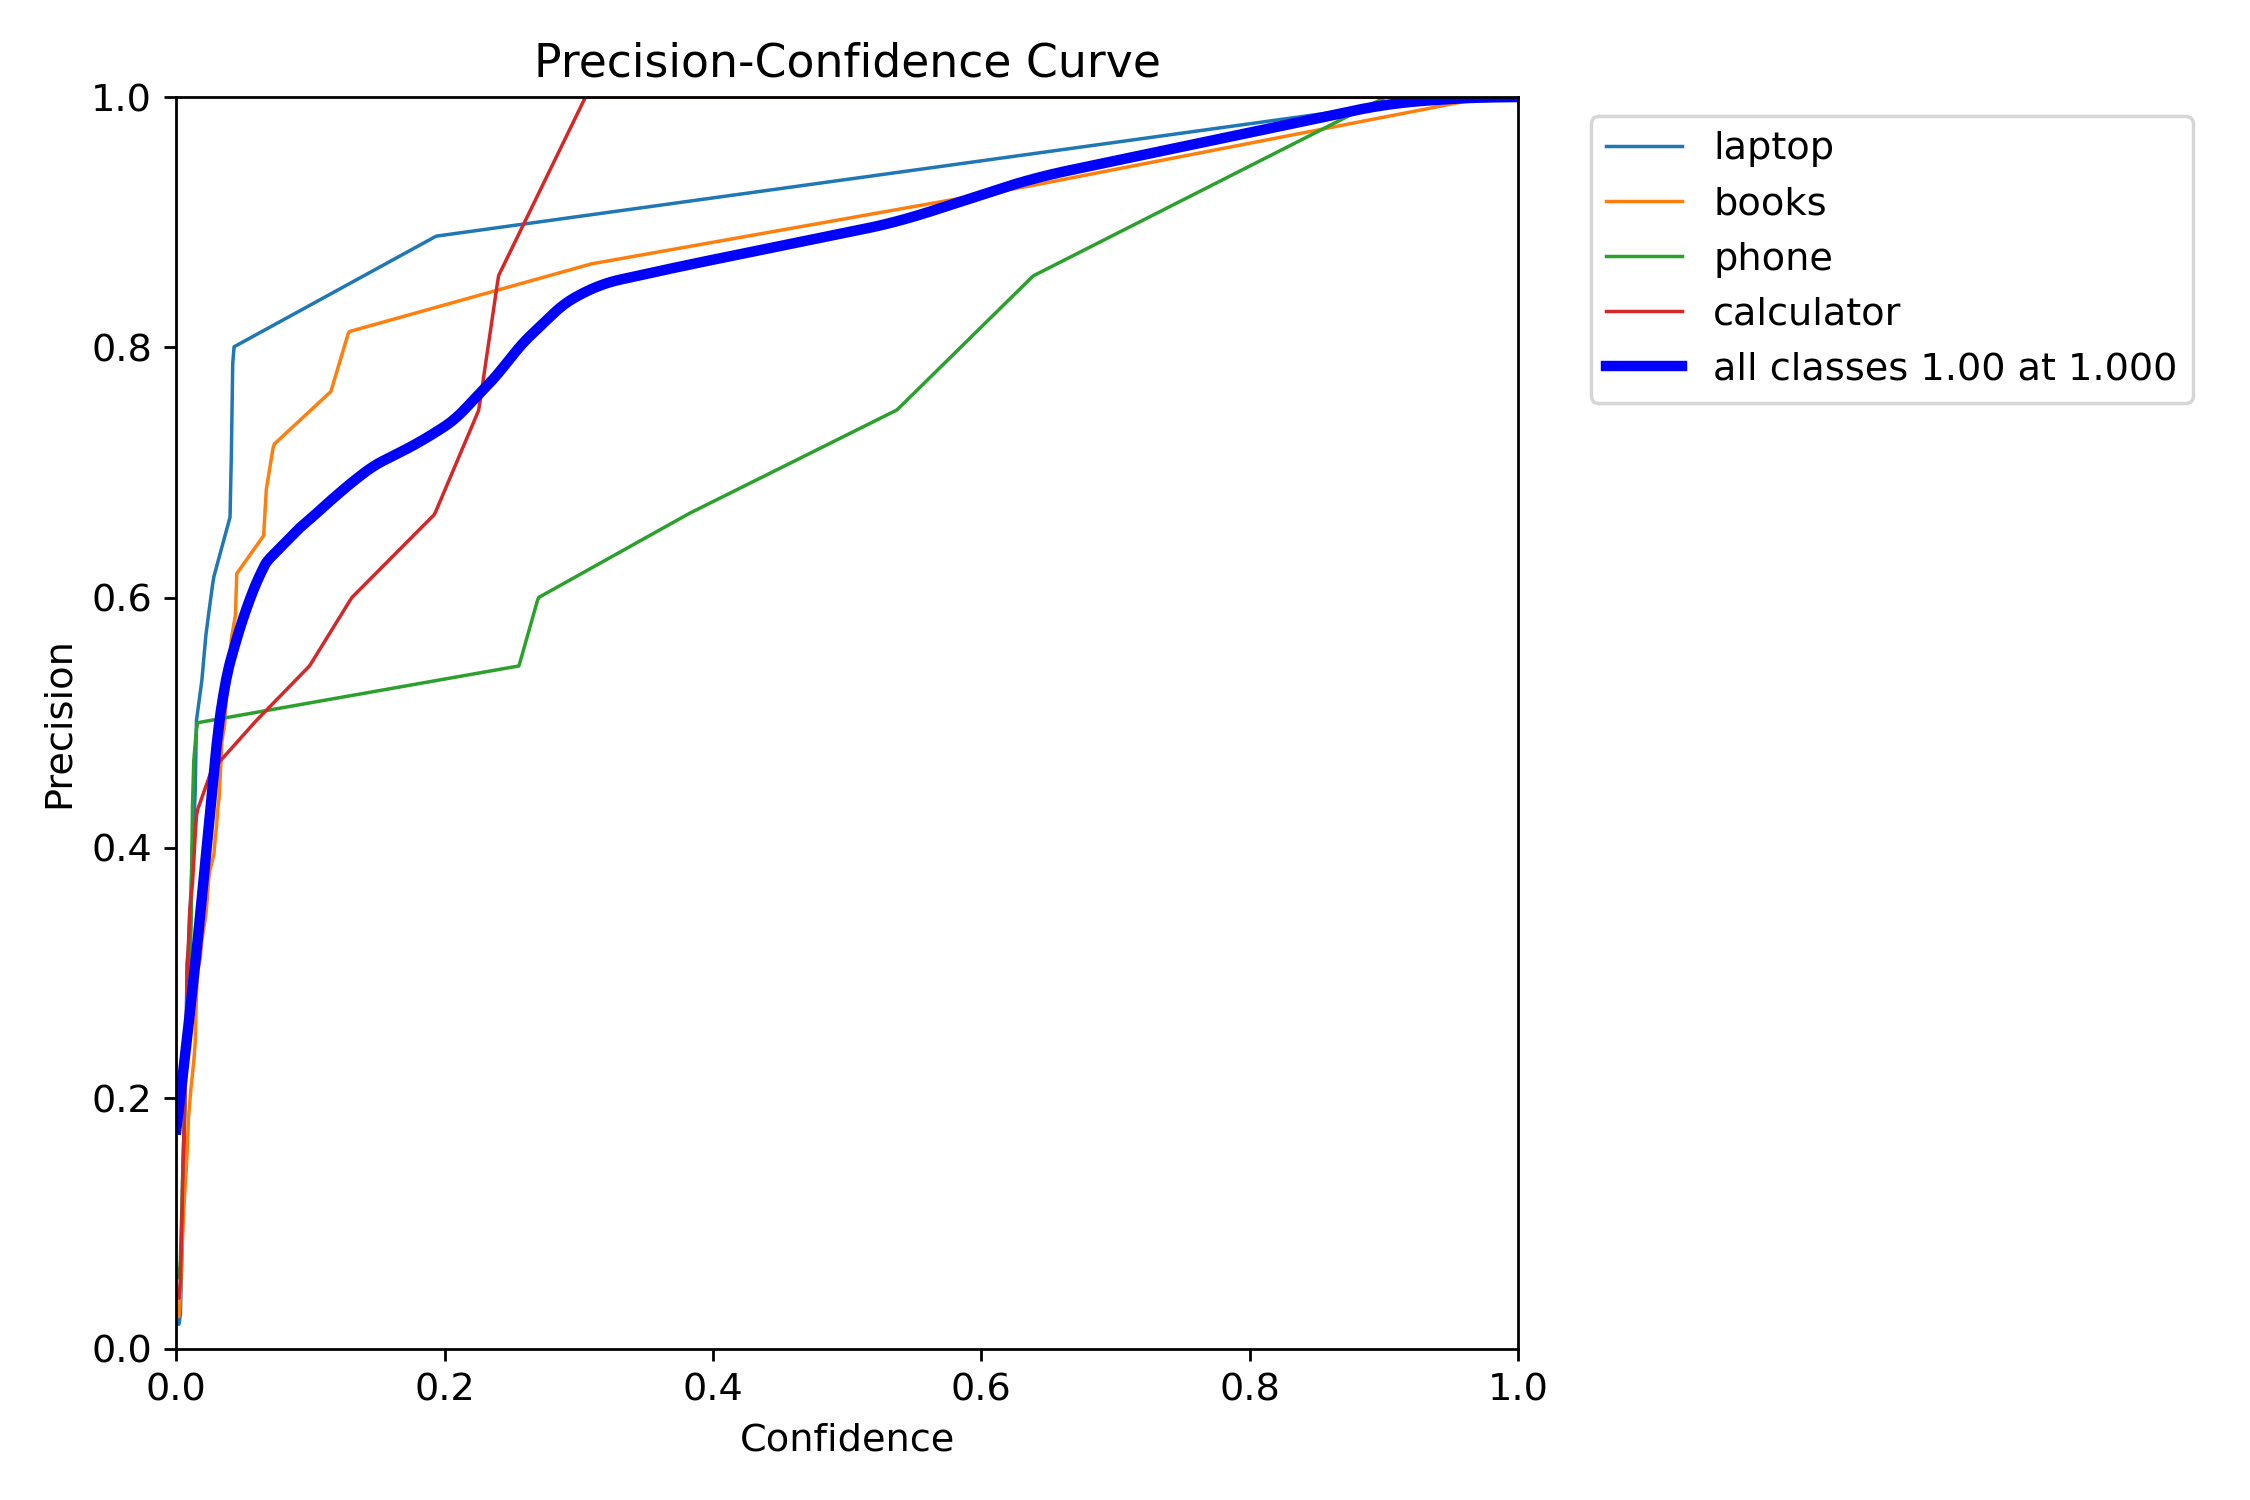 Precision-Confidence Curve
1.0
0.8
0.6
0.4
0.2
0.0
Precision
0.0 0.2 0.4 0.6 0.8 1.0
Confidence
laptop
books
phone
calculator
all classes 1.00 at 1.000